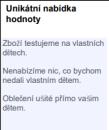 Unikátní nabídka
hodnoty
Zboží testujeme na vlastních
dětech.
Nenabízíme nic, co bychom
nedali vlastním dětem.
Oblečení ušité přímo vašim
dětem.